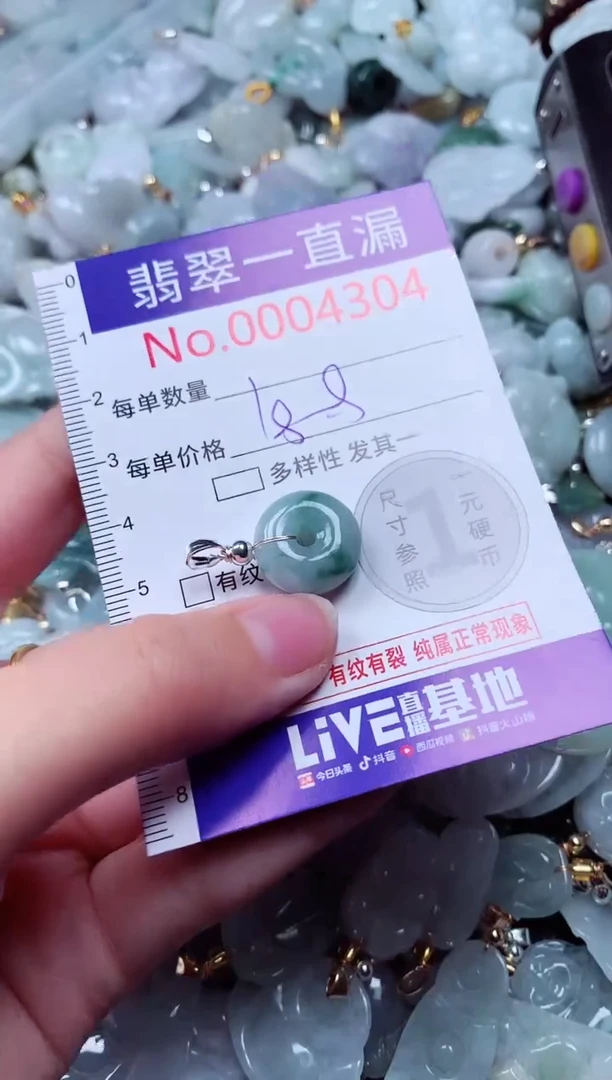 翡翠一直漏
No.0004304
0
1
2
每单数量
3
每单价格
多样性 发其一
4
尺寸参照
1
一元硬币
5
有纹
有纹有裂 纯属正常现象
LiVE直播基地
今日头条 抖音 西瓜视频 抖音火山版
8